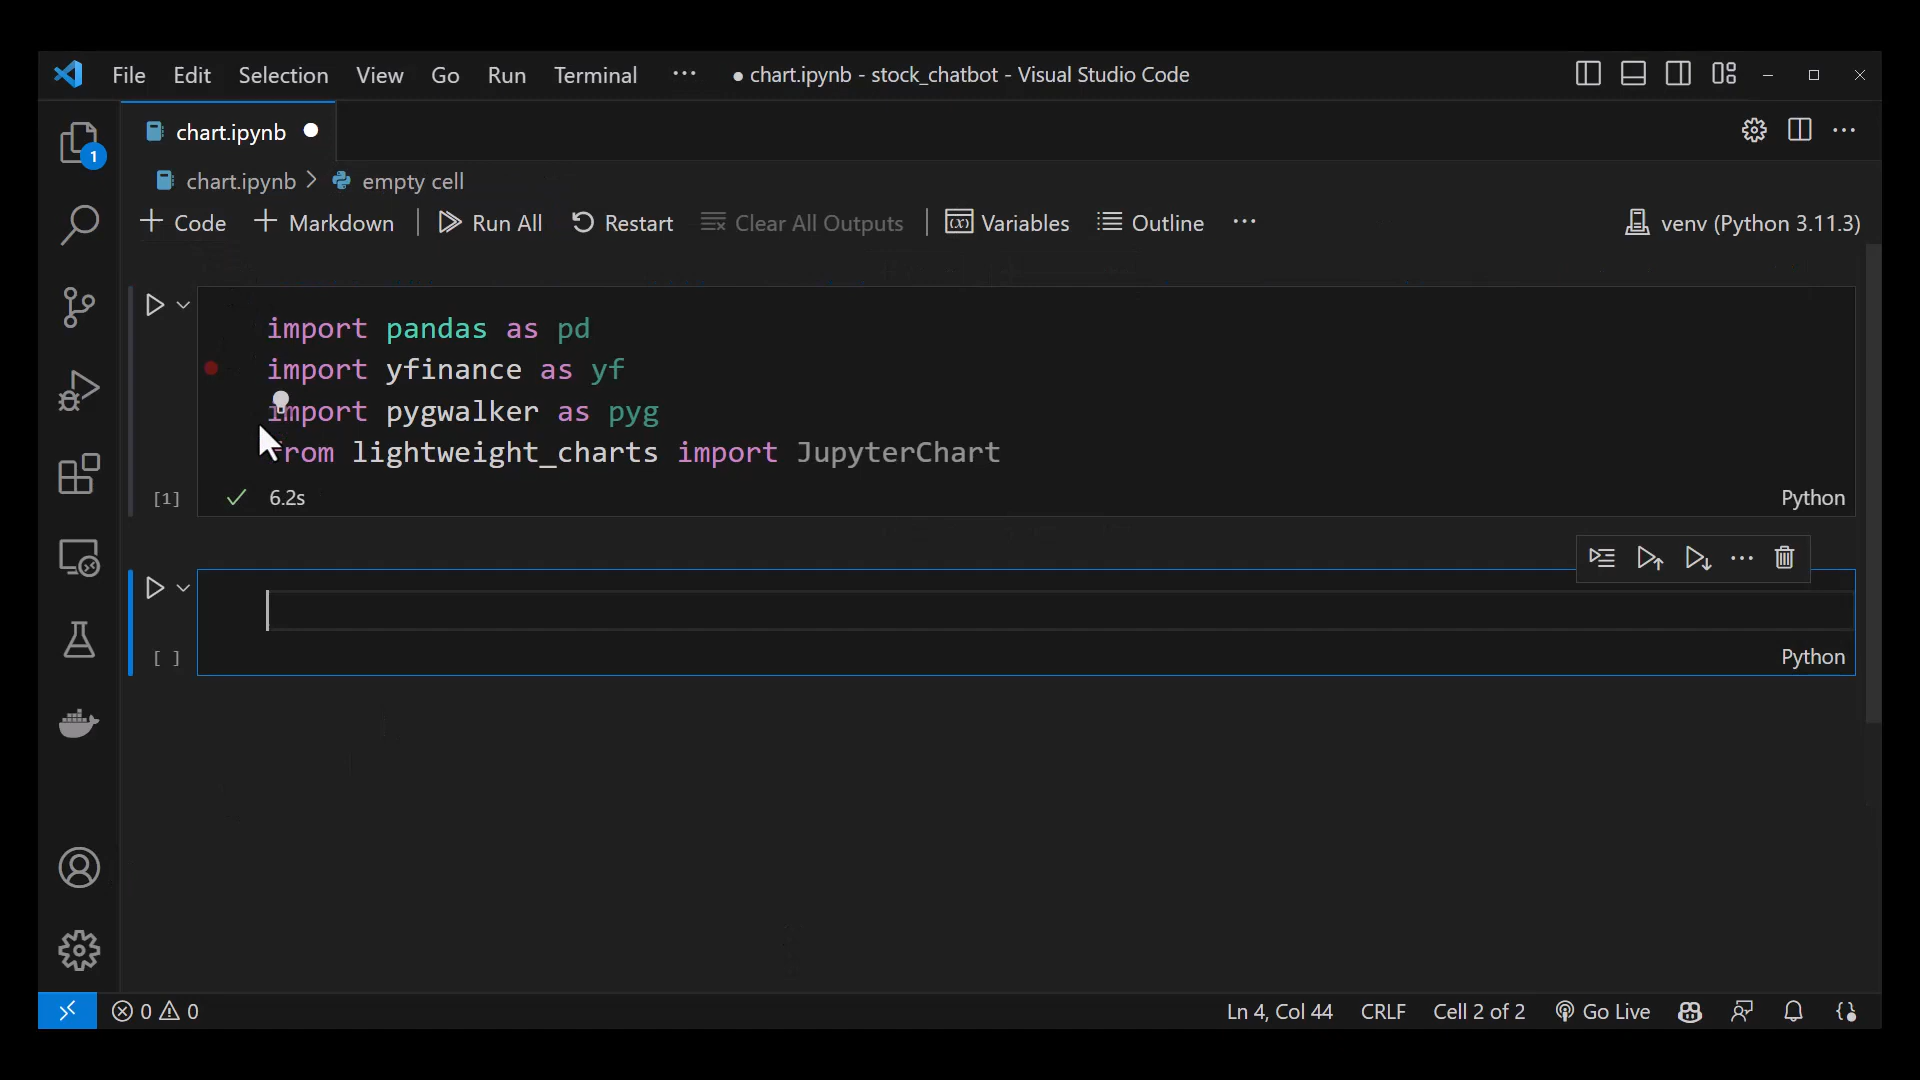 File Edit Selection View Go Run Terminal ··· ● chart.ipynb - stock_chatbot - Visual Studio Code
chart.ipynb
1
chart.ipynb > empty cell
+ Code + Markdown | Run All Restart Clear All Outputs | Variables Outline ··· venv (Python 3.11.3)
import pandas as pd
import yfinance as yf
import pygwalker as pyg
from lightweight_charts import JupyterChart
[1] ✓ 6.2s Python
[ ] Python
0 0 Ln 4, Col 44 CRLF Cell 2 of 2 Go Live